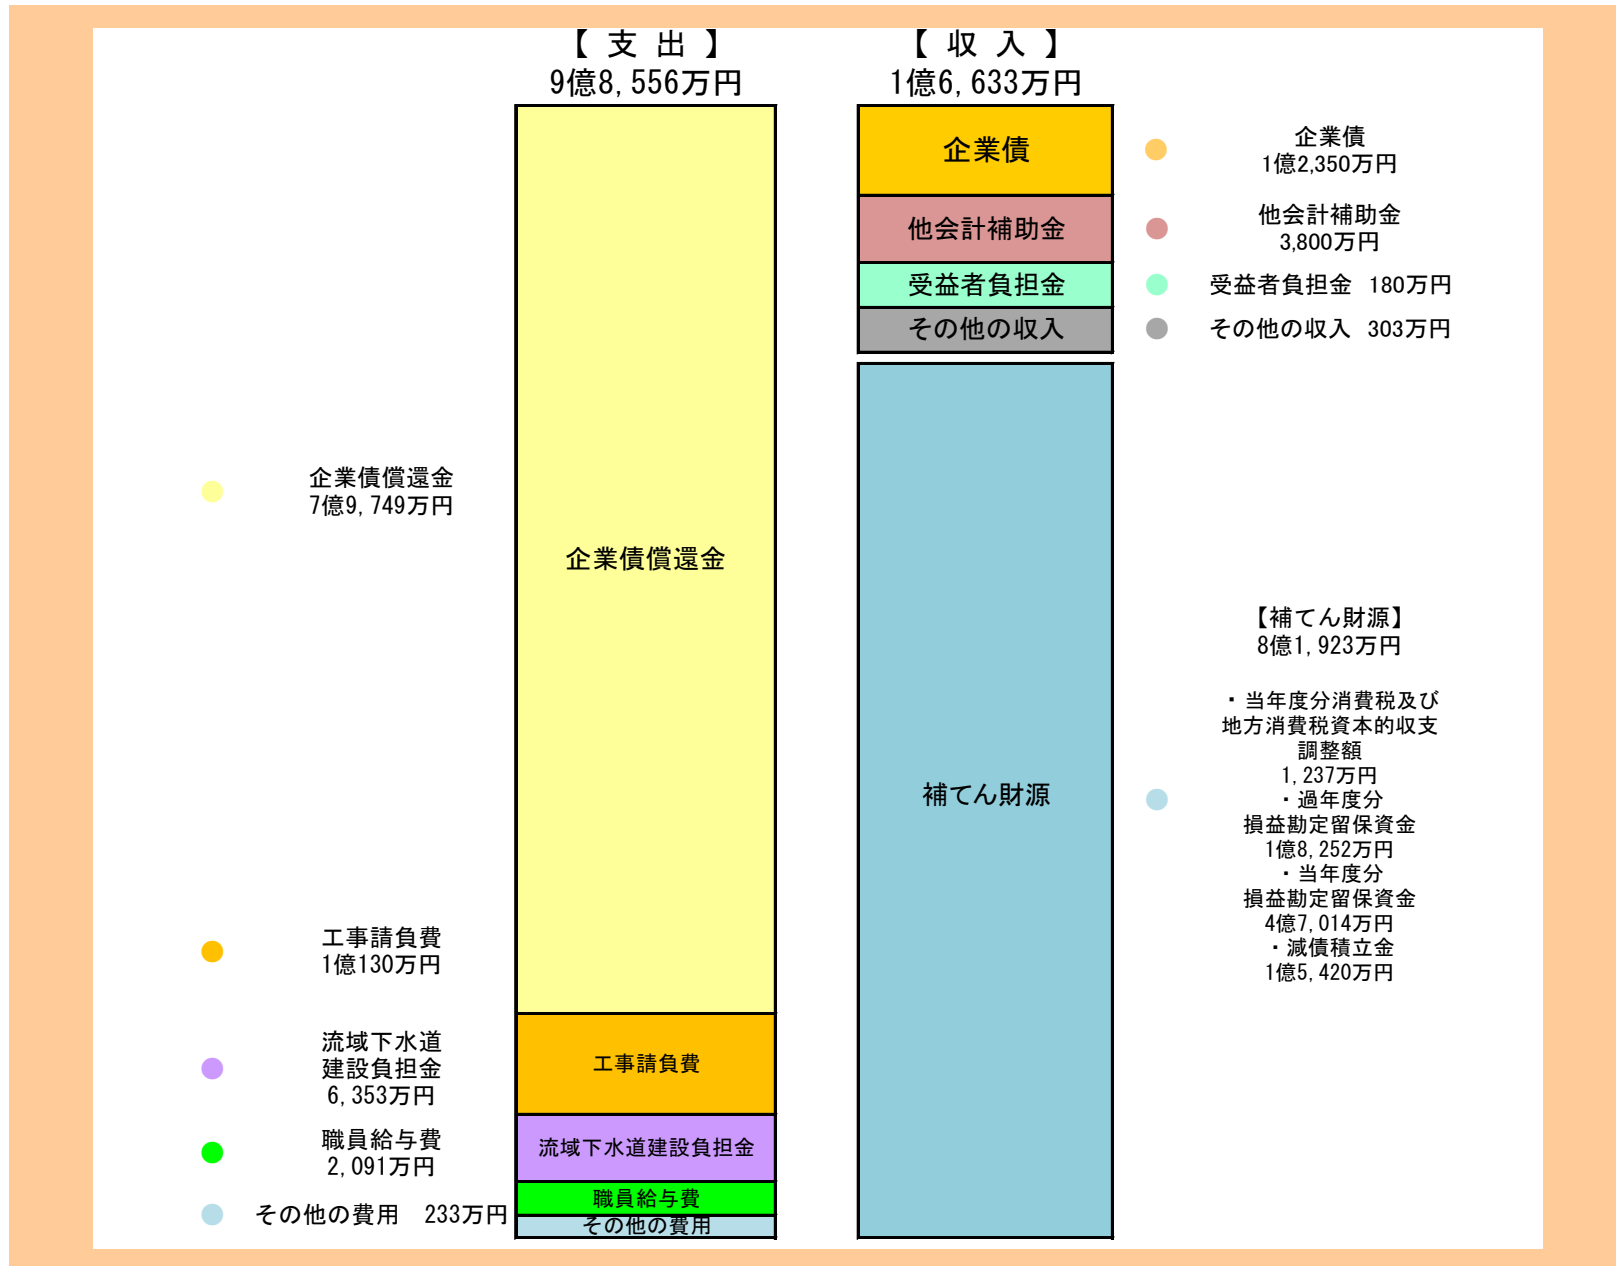 【 支 出 】
9億8,556万円
【 収 入 】
1億6,633万円
企業債償還金
7億9,749万円
工事請負費
1億130万円
流域下水道
建設負担金
6,353万円
職員給与費
2,091万円
その他の費用 233万円
企業債償還金
工事請負費
流域下水道建設負担金
職員給与費
その他の費用
企業債
他会計補助金
受益者負担金
その他の収入
補てん財源
企業債
1億2,350万円
他会計補助金
3,800万円
受益者負担金 180万円
その他の収入 303万円
【補てん財源】
8億1,923万円
・当年度分消費税及び
地方消費税資本的収支
調整額
1,237万円
・過年度分
損益勘定留保資金
1億8,252万円
・当年度分
損益勘定留保資金
4億7,014万円
・減債積立金
1億5,420万円